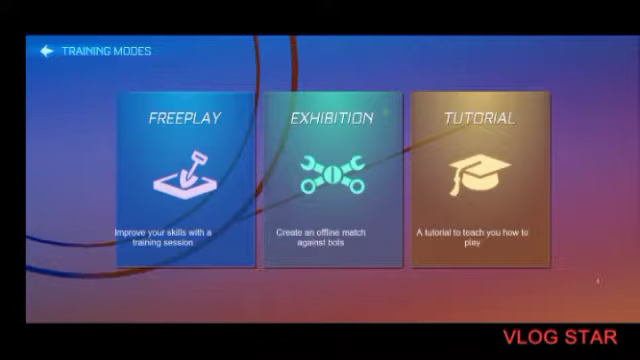 TRAINING MODES
FREEPLAY
Improve your skills with a
training session
EXHIBITION
Create an offline match
against bots
TUTORIAL
A tutorial to teach you how to
play
VLOG STAR